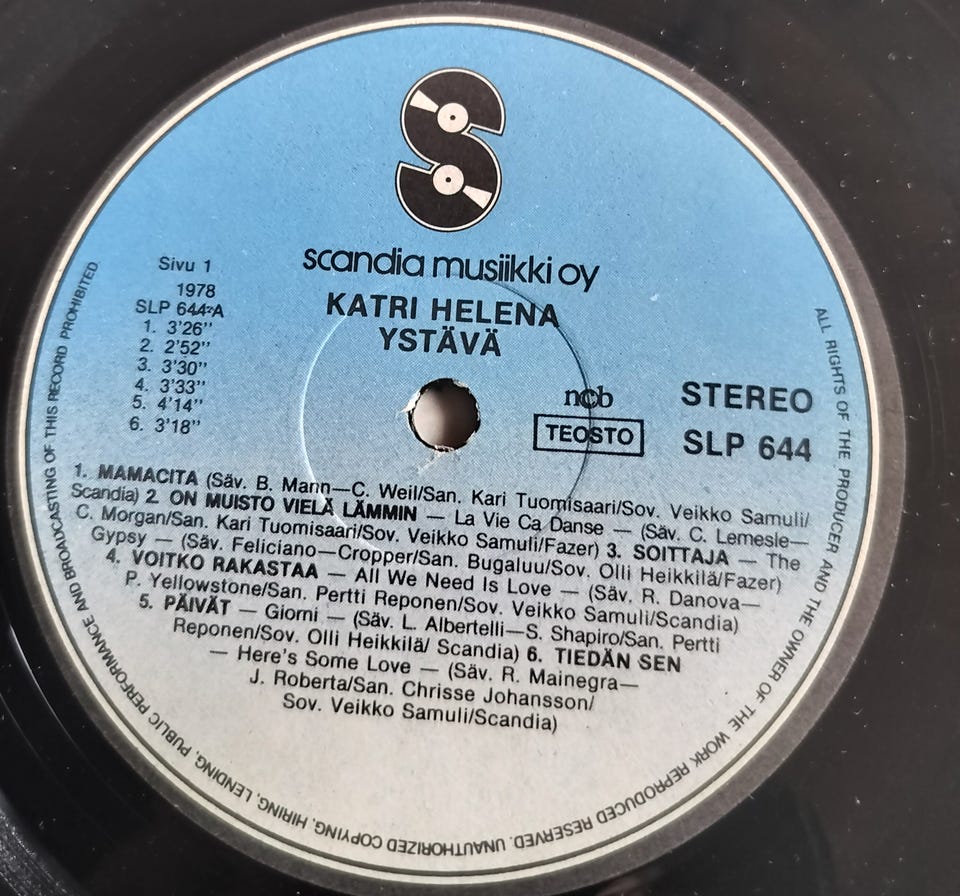 scandia musiikki oy
KATRI HELENA
YSTÄVÄ
Sivu 1
1978
SLP 644-A
1. 3'26"
2. 2'52"
3. 3'30"
4. 3'33"
5. 4'14"
6. 3'18"
ncb
TEOSTO
STEREO
SLP 644
1. MAMACITA (Säv. B. Mann—C. Weil/San. Kari Tuomisaari/Sov. Veikko Samuli/
Scandia) 2. ON MUISTO VIELÄ LÄMMIN — La Vie Ca Danse — (Säv. C. Lemesle—
C. Morgan/San. Kari Tuomisaari/Sov. Veikko Samuli/Fazer) 3. SOITTAJA — The
Gypsy — (Säv. Feliciano—Cropper/San. Bugaluu/Sov. Olli Heikkilä/Fazer)
4. VOITKO RAKASTAA — All We Need Is Love — (Säv. R. Danova—
P. Yellowstone/San. Pertti Reponen/Sov. Veikko Samuli/Scandia)
5. PÄIVÄT — Giorni — (Säv. L. Albertelli—S. Shapiro/San. Pertti
Reponen/Sov. Olli Heikkilä/ Scandia) 6. TIEDÄN SEN
— Here's Some Love — (Säv. R. Mainegra—
J. Roberta/San. Chrisse Johansson/
Sov. Veikko Samuli/Scandia)
ALL RIGHTS OF THE PRODUCER AND THE OWNER OF THE WORK REPRODUCED RESERVED. UNAUTHORIZED COPYING, HIRING, LENDING, PUBLIC PERFORMANCE AND BROADCASTING OF THIS RECORD PROHIBITED.